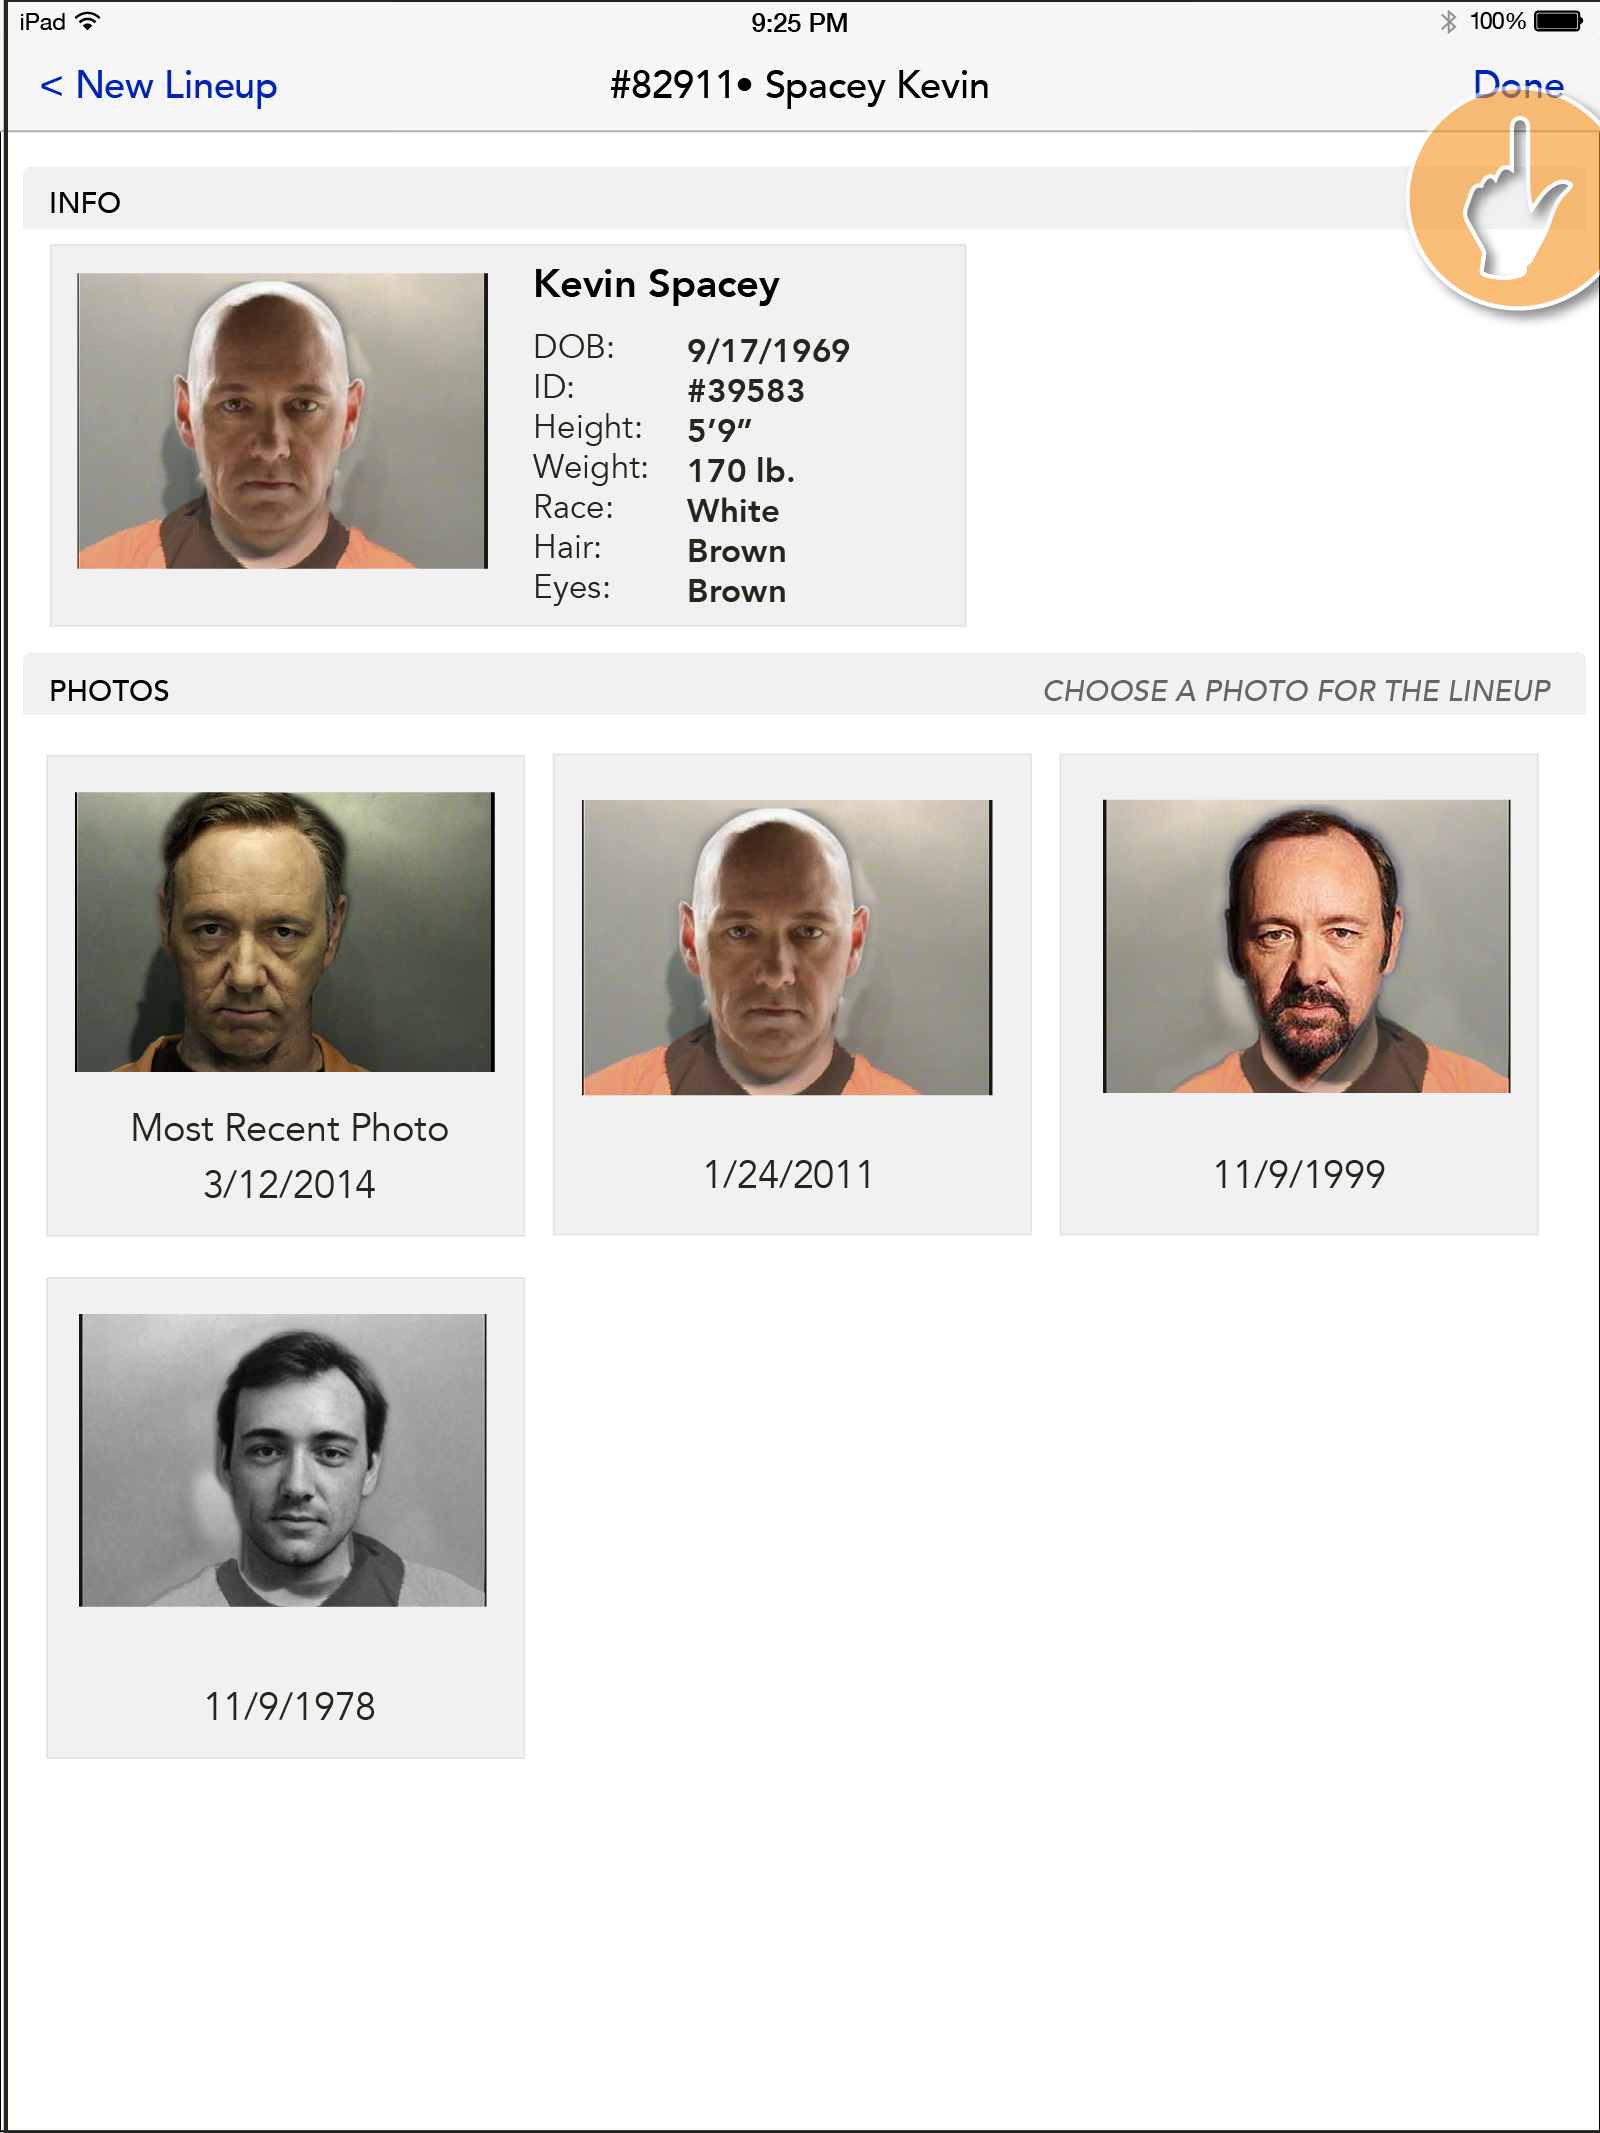 iPad 9:25 PM 100%
< New Lineup #82911• Spacey Kevin Done
INFO
Kevin Spacey
DOB: 9/17/1969
ID: #39583
Height: 5’9”
Weight: 170 lb.
Race: White
Hair: Brown
Eyes: Brown
PHOTOS CHOOSE A PHOTO FOR THE LINEUP
Most Recent Photo
3/12/2014
1/24/2011
11/9/1999
11/9/1978